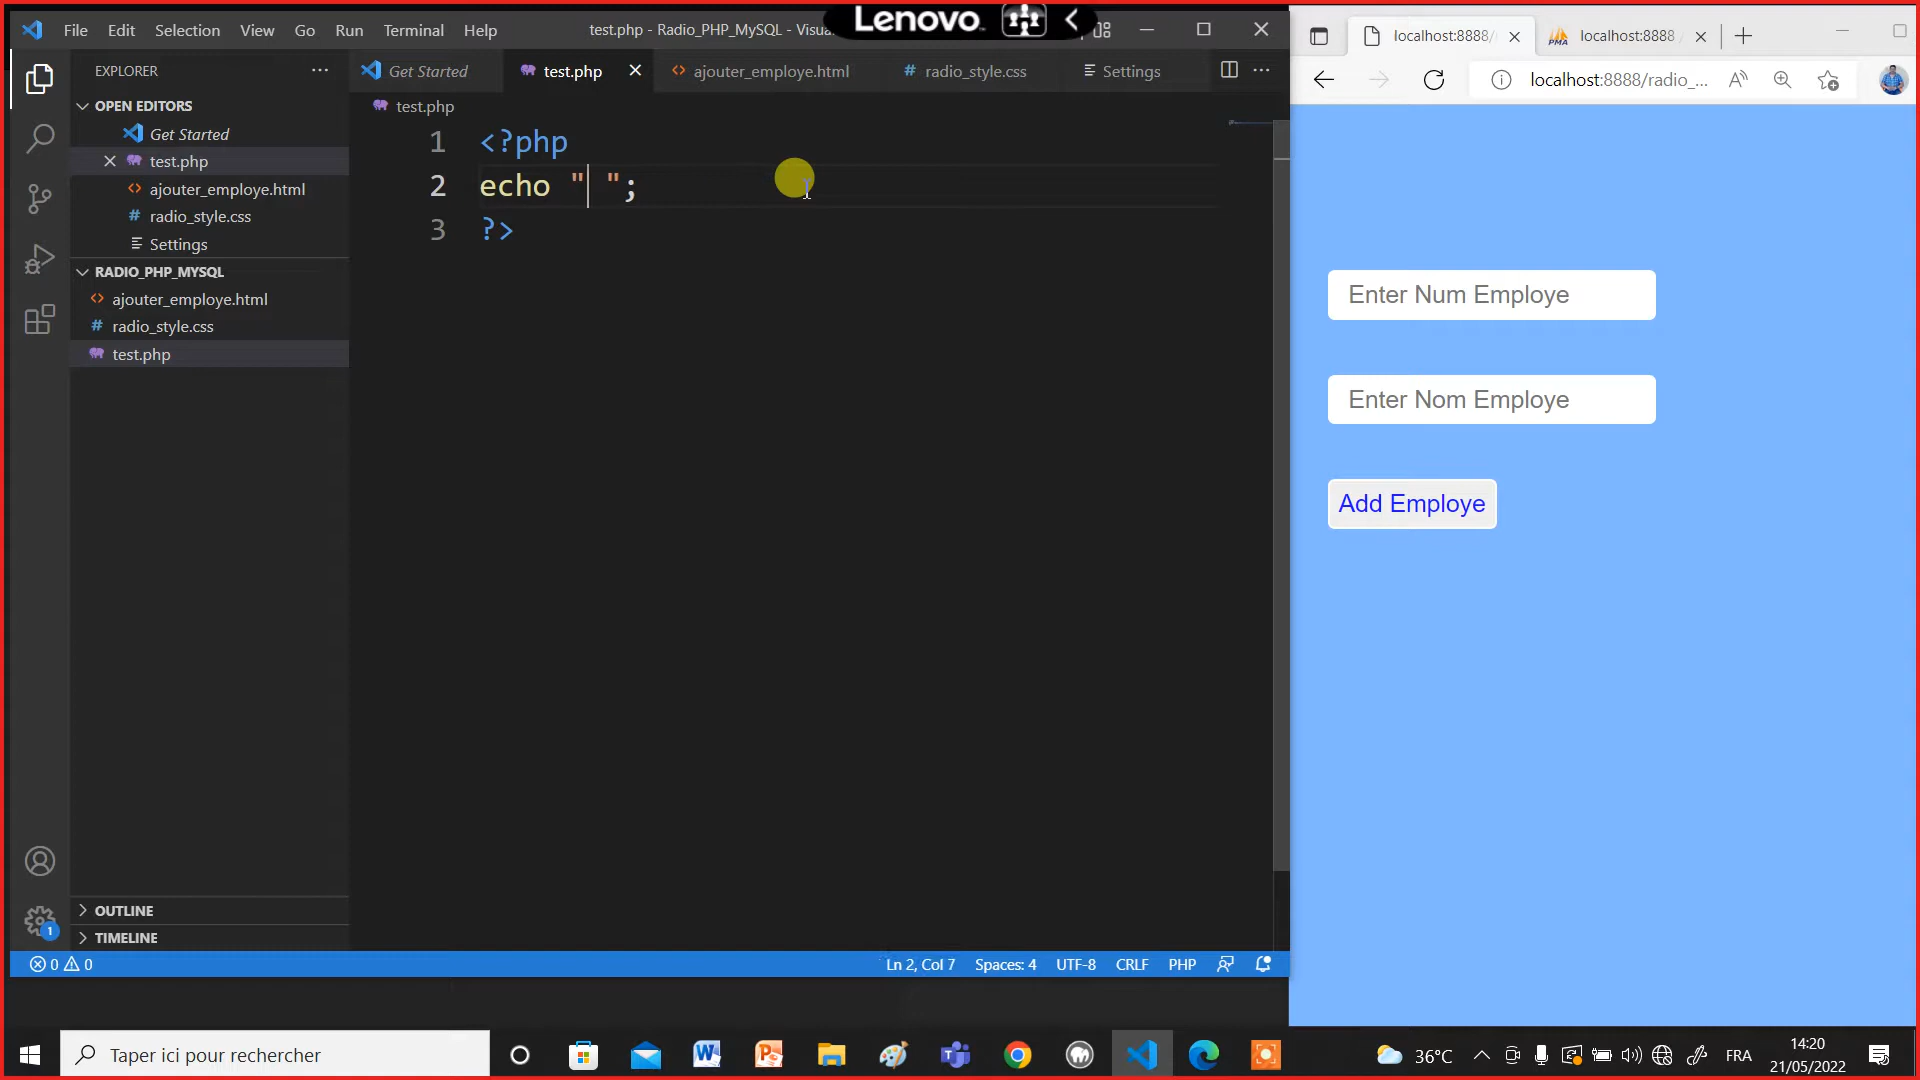 Lenovo
File Edit Selection View Go Run Terminal Help
test.php - Radio_PHP_MySQL - Visua
EXPLORER
OPEN EDITORS
Get Started
test.php
ajouter_employe.html
radio_style.css
Settings
RADIO_PHP_MYSQL
ajouter_employe.html
radio_style.css
test.php
OUTLINE
TIMELINE
Get Started
test.php
ajouter_employe.html
radio_style.css
Settings
test.php
1 <?php
2 echo " ";
3 ?>
1
0 0
Ln 2, Col 7 Spaces: 4 UTF-8 CRLF PHP
localhost:8888/
PMA localhost:8888
localhost:8888/radio_...
Enter Num Employe
Enter Nom Employe
Add Employe
Taper ici pour rechercher
36°C
FRA
14:20
21/05/2022